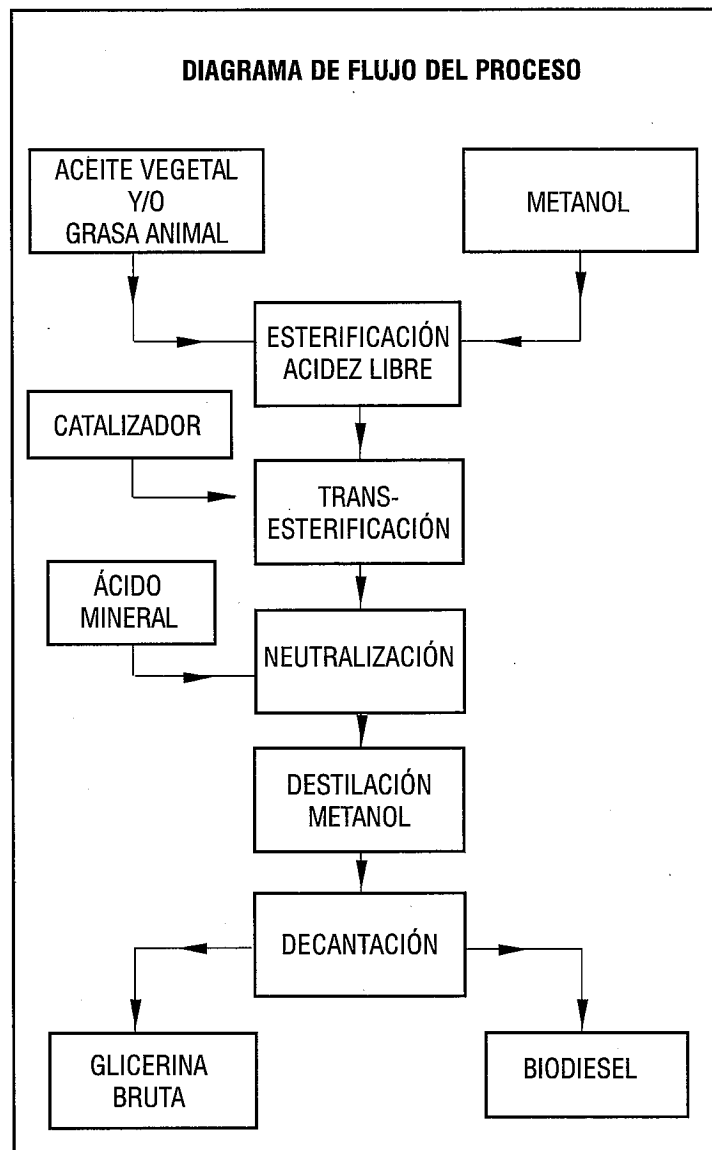 DIAGRAMA DE FLUJO DEL PROCESO
ACEITE VEGETAL
Y/O
GRASA ANIMAL
METANOL
ESTERIFICACIÓN
ACIDEZ LIBRE
CATALIZADOR
TRANS-
ESTERIFICACIÓN
ÁCIDO
MINERAL
NEUTRALIZACIÓN
DESTILACIÓN
METANOL
DECANTACIÓN
GLICERINA
BRUTA
BIODIESEL